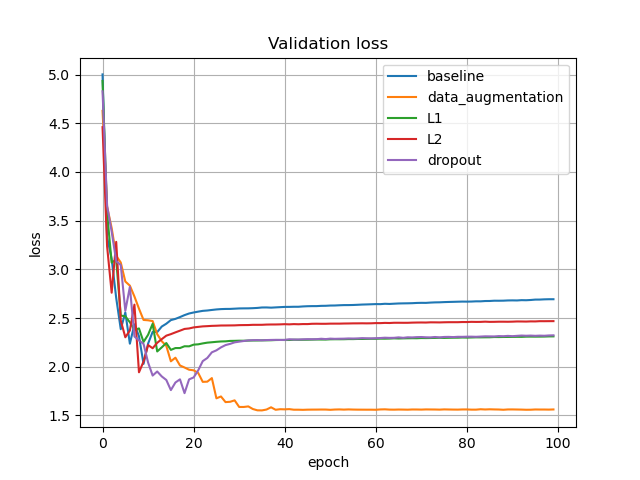 Validation loss
5.0
4.5
4.0
3.5
3.0
2.5
2.0
1.5
loss
baseline
data_augmentation
L1
L2
dropout
0
20
40
60
80
100
epoch